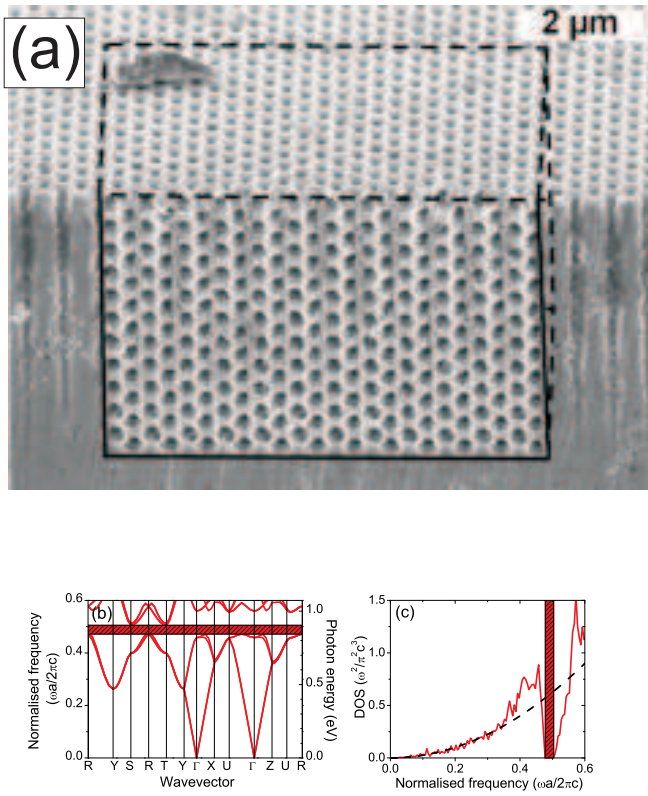 (a)
2 μm
(b)
0.6
0.4
0.2
0.0
Normalised frequency
(ωa/2πc)
1.0
0.5
0.0
Photon energy (eV)
R Y S R T Y Γ X U Γ Z U R
Wavevector
(c)
1.5
1.0
0.5
0.0
DOS (ω²/π²c³)
0.0 0.2 0.4 0.6
Normalised frequency (ωa/2πc)